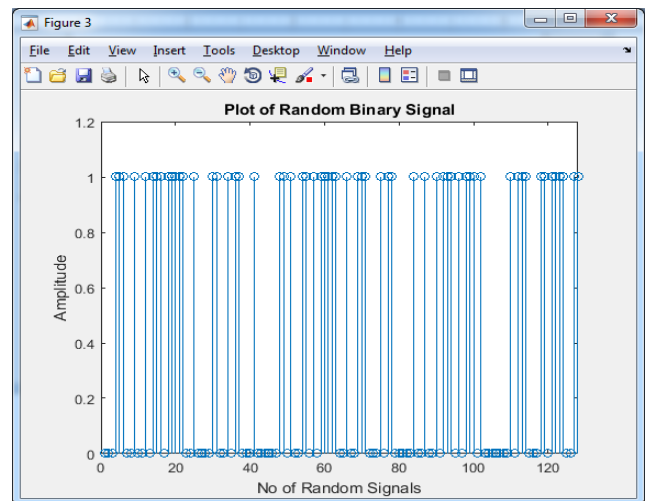 Figure 3
File Edit View Insert Tools Desktop Window Help
Plot of Random Binary Signal
1.2
1
0.8
0.6
0.4
0.2
0
Amplitude
0 20 40 60 80 100 120
No of Random Signals